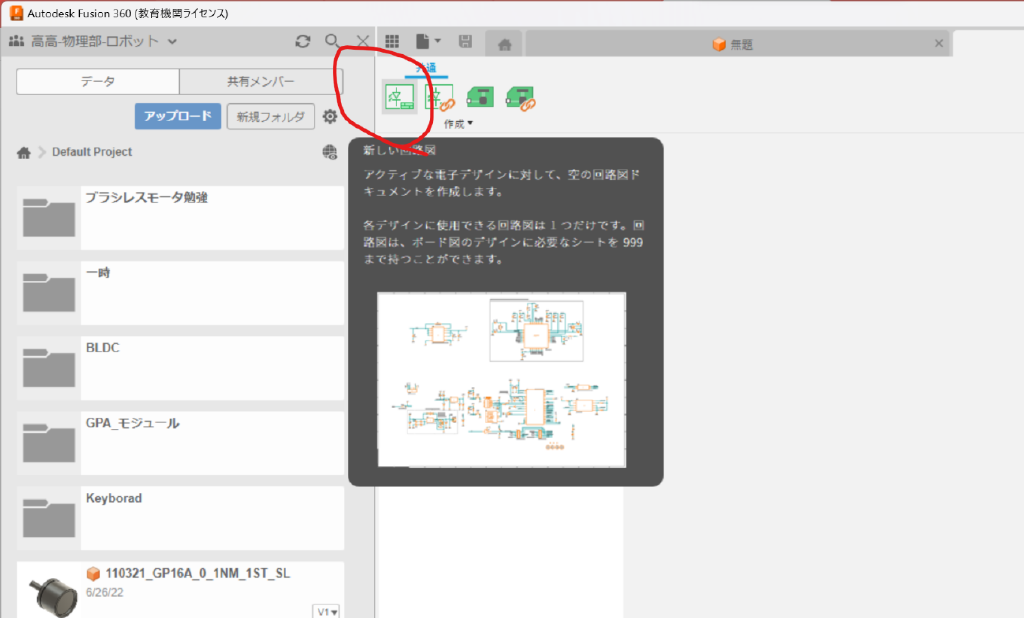 Autodesk Fusion 360 (教育機関ライセンス)
高高-物理部-ロボット
無題
データ
共有メンバー
共通
アップロード
新規フォルダ
作成
Default Project
新しい回路図
アクティブな電子デザインに対して、空の回路図ド
キュメントを作成します。
各デザインに使用できる回路図は 1 つだけです。回
路図は、ボード図のデザインに必要なシートを 999
まで持つことができます。
ブラシレスモータ勉強
一時
BLDC
GPA_モジュール
Keyborad
110321_GP16A_0_1NM_1ST_SL
6/26/22
V1